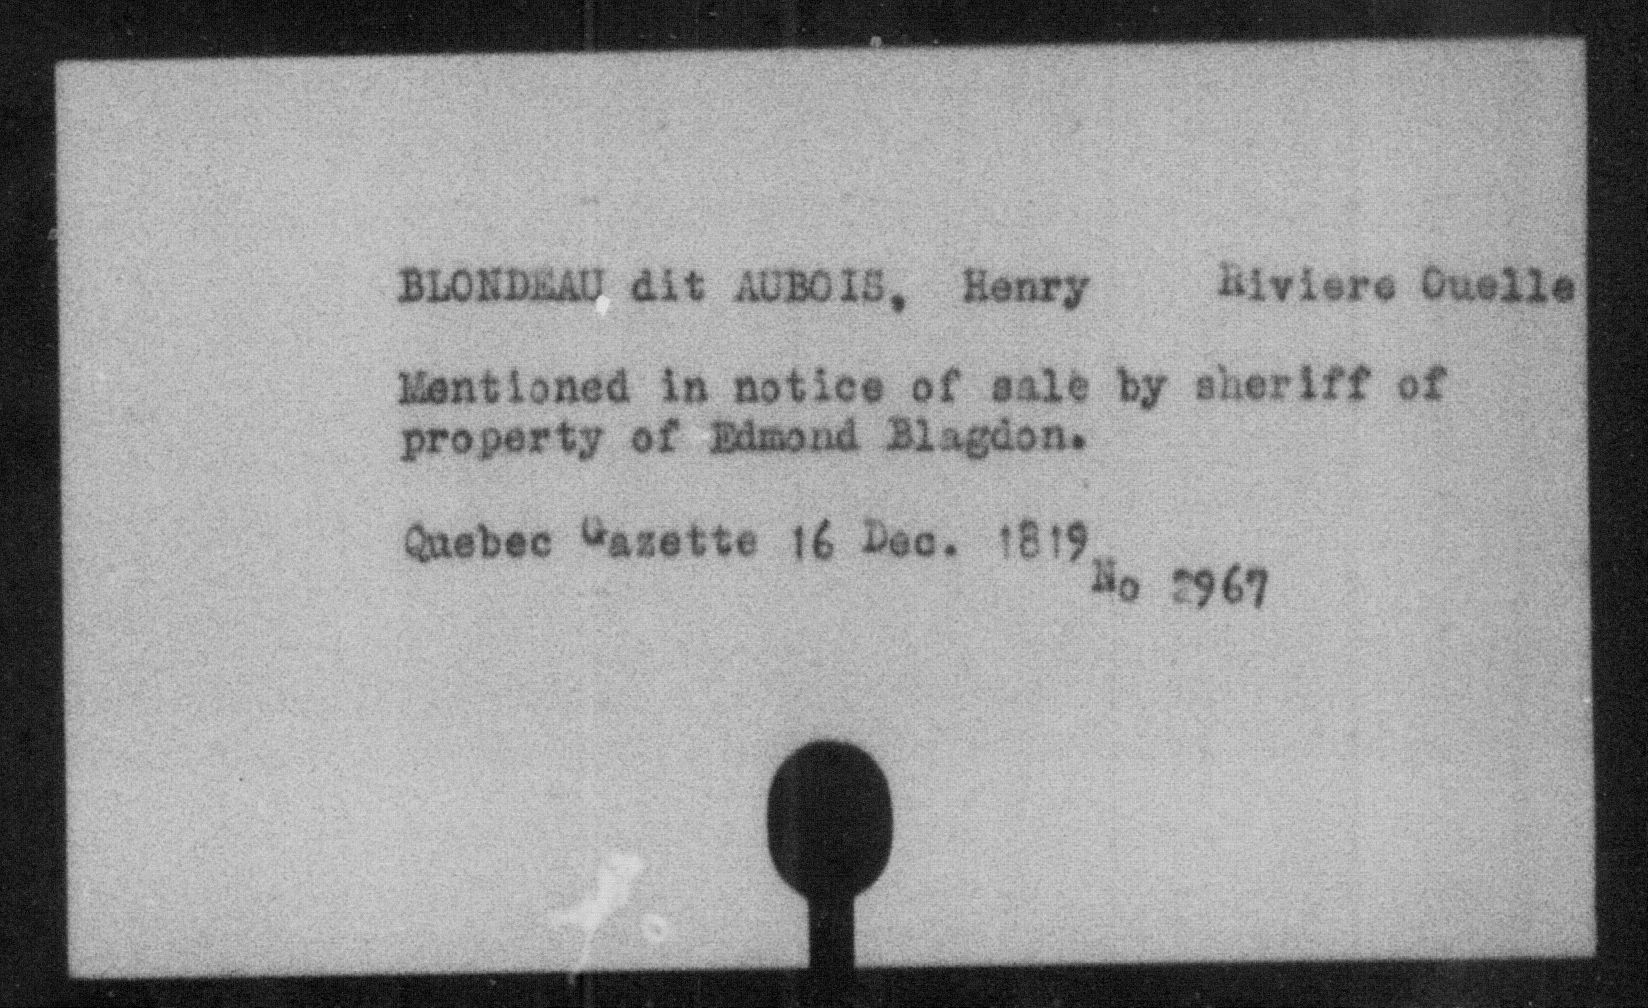 BLONDEAU dit AUBOIS, Henry Riviere Ouelle
Mentioned in notice of sale by sheriff of
property of Edmond Blagdon.
Quebec Gazette 16 Dec. 1819
No 2967